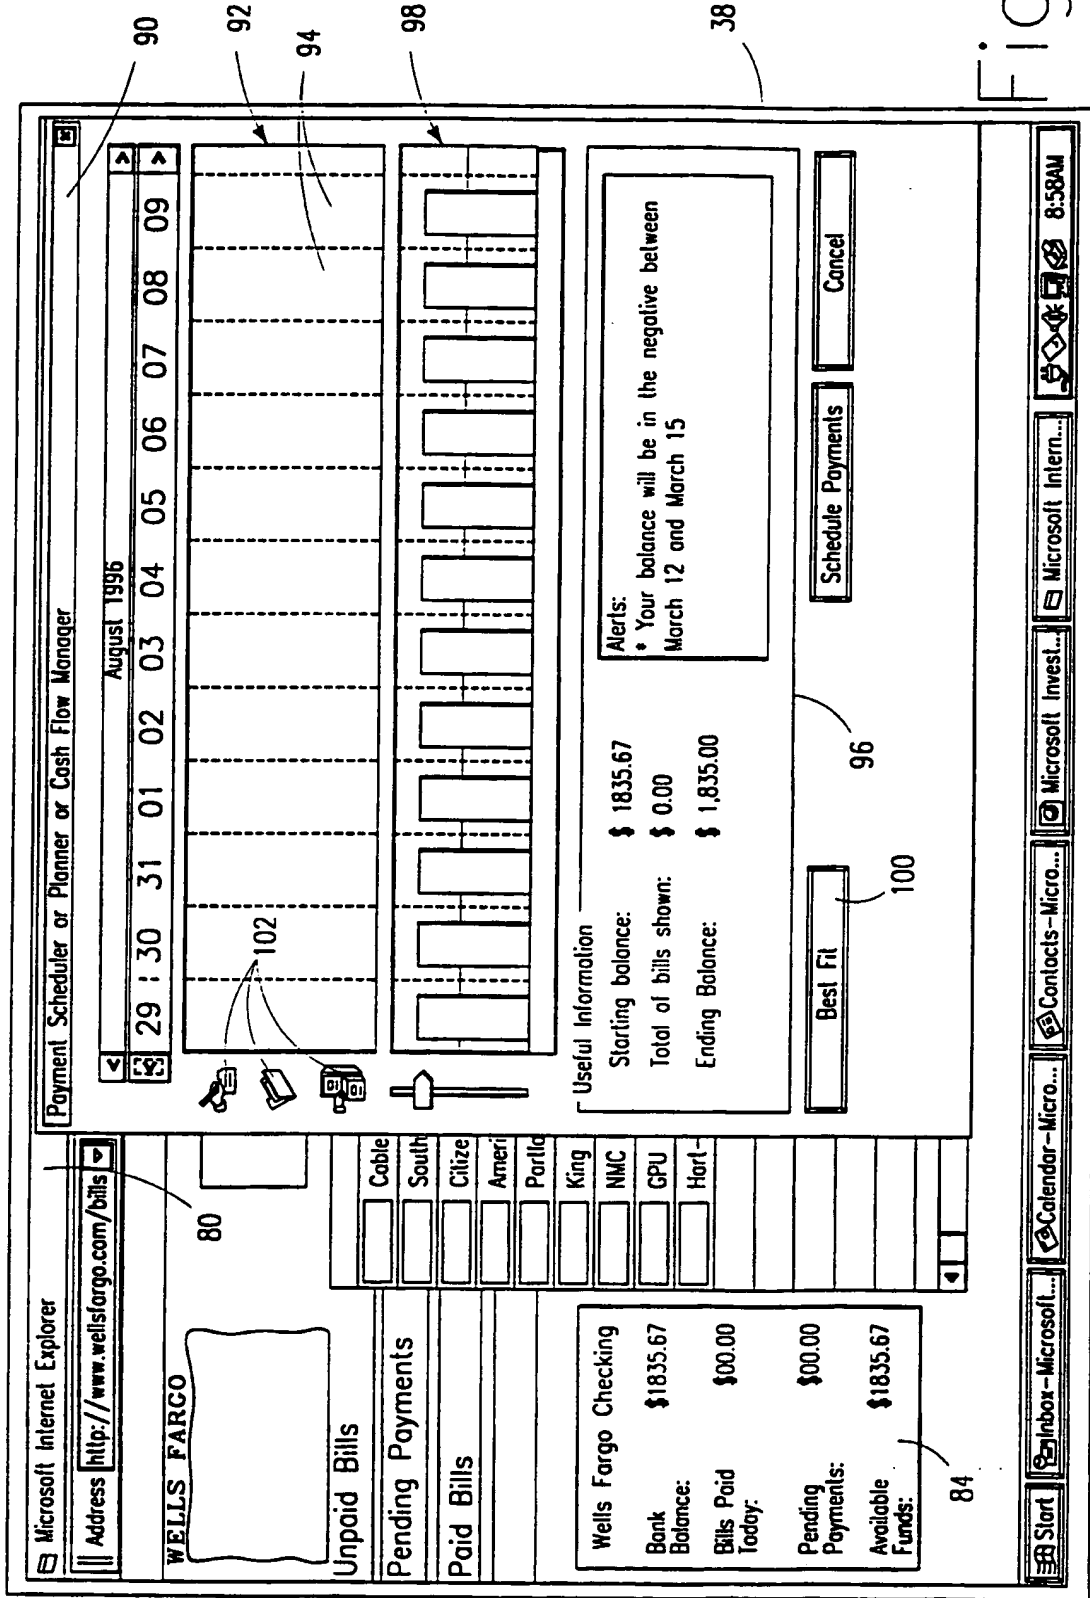 Microsoft Internet Explorer
Address http://www.wellsfargo.com/bills
WELLS FARGO
Unpaid Bills
Pending Payments
Paid Bills
Cable
South
Citize
Ameri
Portla
King
NMC
GPU
Hart-
Wells Fargo Checking
Bank Balance: $1835.67
Bills Paid Today: $00.00
Pending Payments: $00.00
Available Funds: $1835.67
84
80
Payment Scheduler or Planner or Cash Flow Manager
August 1996
29 30 31 01 02 03 04 05 06 07 08 09
102
Useful Information
Starting balance: $ 1835.67
Total of bills shown: $ 0.00
Ending Balance: $ 1,835.00
Alerts:
* Your balance will be in the negative between
March 12 and March 15
96
Best Fit
Schedule Payments
Cancel
100
90
92
94
98
38
Start
Inbox-Microsoft...
Calendar-Micro...
Contacts-Micro...
Microsoft Invest...
Microsoft Intern...
8:58AM
Fig